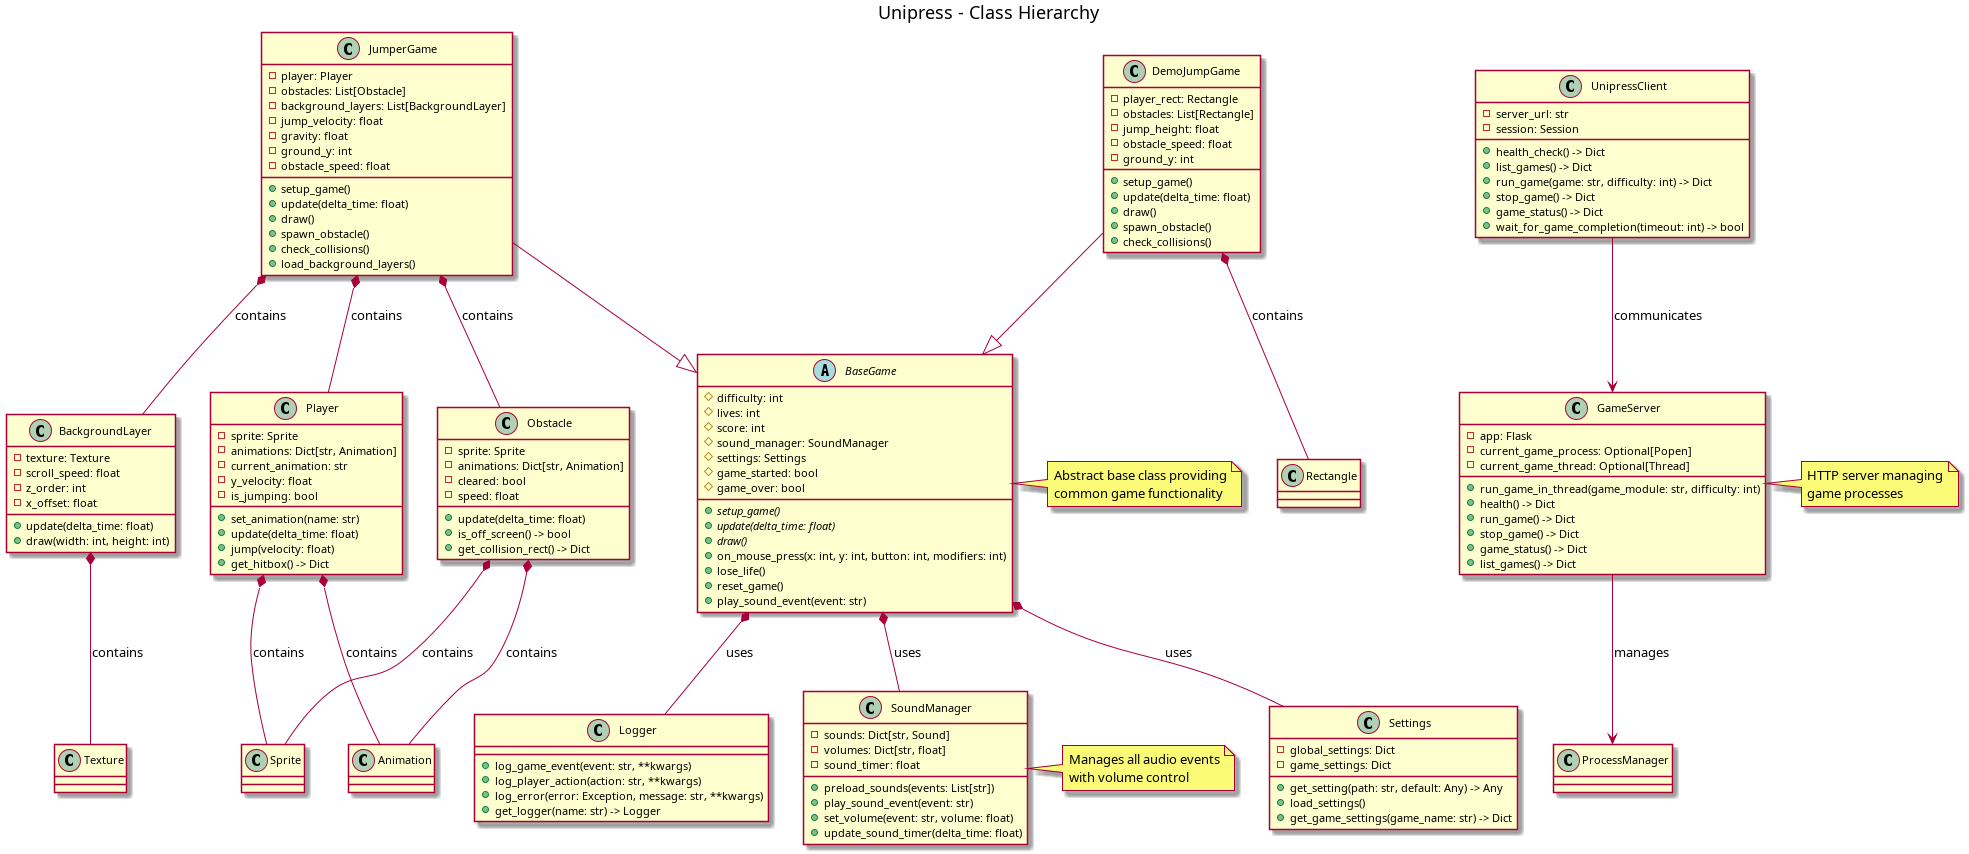 Unipress - Class Hierarchy
C JumperGame
player: Player
obstacles: List[Obstacle]
background_layers: List[BackgroundLayer]
jump_velocity: float
gravity: float
ground_y: int
obstacle_speed: float
setup_game()
update(delta_time: float)
draw()
spawn_obstacle()
check_collisions()
load_background_layers()
C DemoJumpGame
player_rect: Rectangle
obstacles: List[Rectangle]
jump_height: float
obstacle_speed: float
ground_y: int
setup_game()
update(delta_time: float)
draw()
spawn_obstacle()
check_collisions()
C UnipressClient
server_url: str
session: Session
health_check() -> Dict
list_games() -> Dict
run_game(game: str, difficulty: int) -> Dict
stop_game() -> Dict
game_status() -> Dict
wait_for_game_completion(timeout: int) -> bool
contains
contains
contains
contains
communicates
C BackgroundLayer
texture: Texture
scroll_speed: float
z_order: int
x_offset: float
update(delta_time: float)
draw(width: int, height: int)
C Player
sprite: Sprite
animations: Dict[str, Animation]
current_animation: str
y_velocity: float
is_jumping: bool
set_animation(name: str)
update(delta_time: float)
jump(velocity: float)
get_hitbox() -> Dict
C Obstacle
sprite: Sprite
animations: Dict[str, Animation]
cleared: bool
speed: float
update(delta_time: float)
is_off_screen() -> bool
get_collision_rect() -> Dict
A BaseGame
difficulty: int
lives: int
score: int
sound_manager: SoundManager
settings: Settings
game_started: bool
game_over: bool
setup_game()
update(delta_time: float)
draw()
on_mouse_press(x: int, y: int, button: int, modifiers: int)
lose_life()
reset_game()
play_sound_event(event: str)
Abstract base class providing
common game functionality
C Rectangle
C GameServer
app: Flask
current_game_process: Optional[Popen]
current_game_thread: Optional[Thread]
run_game_in_thread(game_module: str, difficulty: int)
health() -> Dict
run_game() -> Dict
stop_game() -> Dict
game_status() -> Dict
list_games() -> Dict
HTTP server managing
game processes
contains
contains
contains
contains
contains
uses
uses
uses
manages
C Texture
C Sprite
C Animation
C Logger
log_game_event(event: str, **kwargs)
log_player_action(action: str, **kwargs)
log_error(error: Exception, message: str, **kwargs)
get_logger(name: str) -> Logger
C SoundManager
sounds: Dict[str, Sound]
volumes: Dict[str, float]
sound_timer: float
preload_sounds(events: List[str])
play_sound_event(event: str)
set_volume(event: str, volume: float)
update_sound_timer(delta_time: float)
Manages all audio events
with volume control
C Settings
global_settings: Dict
game_settings: Dict
get_setting(path: str, default: Any) -> Any
load_settings()
get_game_settings(game_name: str) -> Dict
C ProcessManager